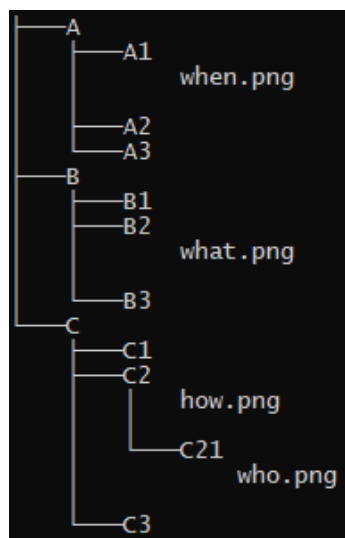 A
A1
when.png
A2
A3
B
B1
B2
what.png
B3
C
C1
C2
how.png
C21
who.png
C3